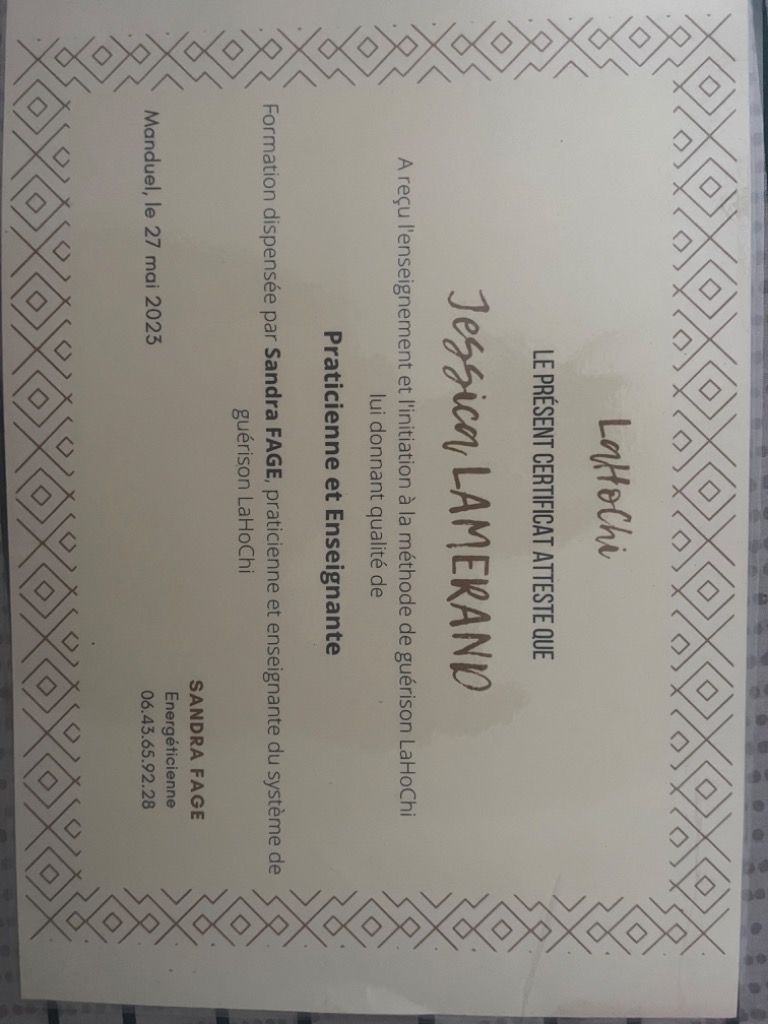 LaHoChi
LE PRÉSENT CERTIFICAT ATTESTE QUE
Jessica LAMERAND
A reçu l'enseignement et l'initiation à la méthode de guérison LaHoChi
lui donnant qualité de
Praticienne et Enseignante
Formation dispensée par Sandra FAGE, praticienne et enseignante du système de
guérison LaHoChi
Manduel, le 27 mai 2023
SANDRA FAGE
Energéticienne
06.43.65.92.28